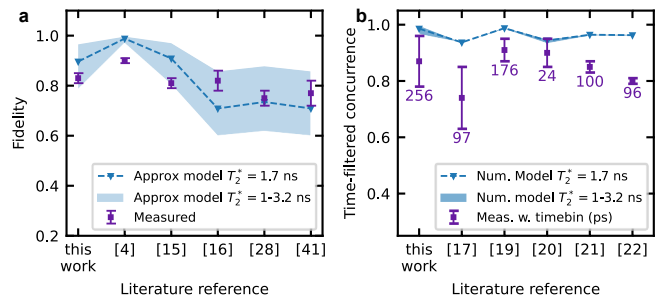 a
Fidelity
1.0
0.8
0.6
0.4
0.2
Approx model T₂* = 1.7 ns
Approx model T₂* = 1-3.2 ns
Measured
this work
[4]
[15]
[16]
[28]
[41]
Literature reference
b
Time-filtered concurrence
1.0
0.8
0.6
0.4
256
97
176
24
100
96
Num. Model T₂* = 1.7 ns
Num. model T₂* = 1-3.2 ns
Meas. w. timebin (ps)
this work
[17]
[19]
[20]
[21]
[22]
Literature reference